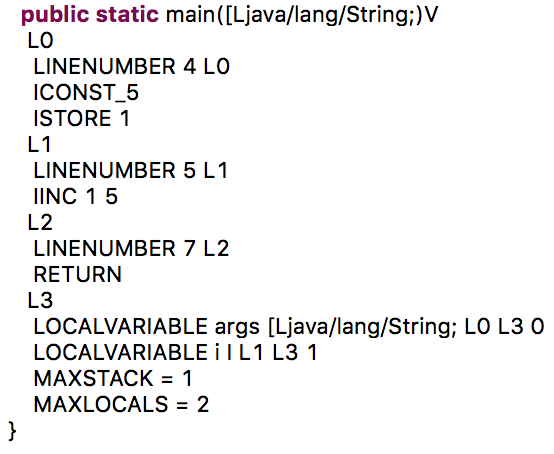 public static main([Ljava/lang/String;)V
L0
LINENUMBER 4 L0
ICONST_5
ISTORE 1
L1
LINENUMBER 5 L1
IINC 1 5
L2
LINENUMBER 7 L2
RETURN
L3
LOCALVARIABLE args [Ljava/lang/String; L0 L3 0
LOCALVARIABLE i I L1 L3 1
MAXSTACK = 1
MAXLOCALS = 2
}